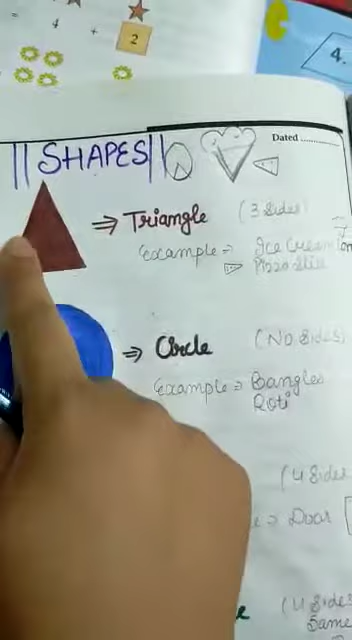 = 4 + 2
4.
|| SHAPES ||
Dated
⇒ Triangle (3 Sides)
Example ⇒ Ice Cream
Pizza Slice
⇒ Circle (No Sides)
Example ⇒ Bangles
Roti
(4 Sides
Door
(4 Sides
Same